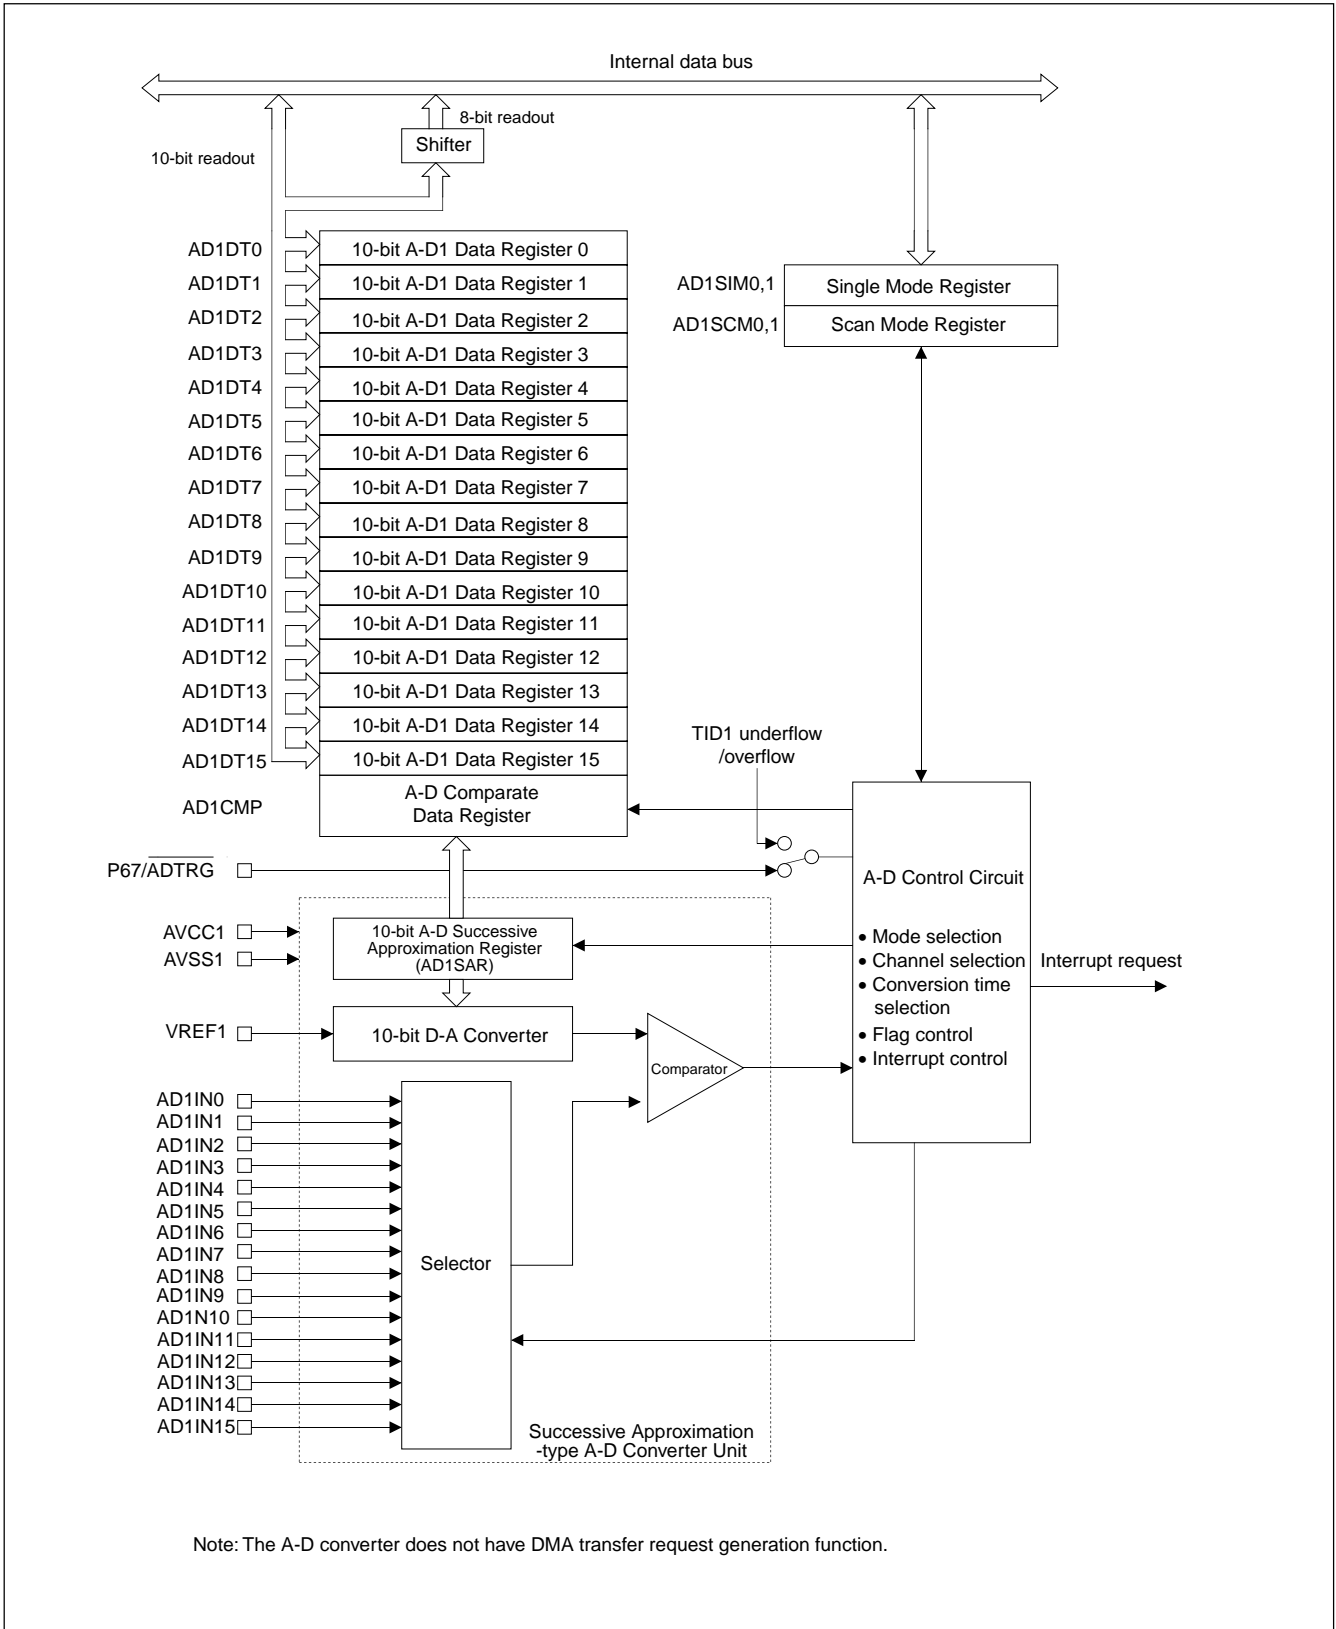 Internal data bus
8-bit readout
Shifter
10-bit readout
AD1DT0 10-bit A-D1 Data Register 0
AD1DT1 10-bit A-D1 Data Register 1
AD1DT2 10-bit A-D1 Data Register 2
AD1DT3 10-bit A-D1 Data Register 3
AD1DT4 10-bit A-D1 Data Register 4
AD1DT5 10-bit A-D1 Data Register 5
AD1DT6 10-bit A-D1 Data Register 6
AD1DT7 10-bit A-D1 Data Register 7
AD1DT8 10-bit A-D1 Data Register 8
AD1DT9 10-bit A-D1 Data Register 9
AD1DT10 10-bit A-D1 Data Register 10
AD1DT11 10-bit A-D1 Data Register 11
AD1DT12 10-bit A-D1 Data Register 12
AD1DT13 10-bit A-D1 Data Register 13
AD1DT14 10-bit A-D1 Data Register 14
AD1DT15 10-bit A-D1 Data Register 15
AD1CMP A-D Comparate
Data Register
AD1SIM0,1 Single Mode Register
AD1SCM0,1 Scan Mode Register
TID1 underflow
/overflow
P67/ADTRG
A-D Control Circuit
• Mode selection
• Channel selection
• Conversion time
selection
• Flag control
• Interrupt control
Interrupt request
AVCC1
AVSS1
10-bit A-D Successive
Approximation Register
(AD1SAR)
VREF1
10-bit D-A Converter
Comparator
AD1IN0
AD1IN1
AD1IN2
AD1IN3
AD1IN4
AD1IN5
AD1IN6
AD1IN7
AD1IN8
AD1IN9
AD1N10
AD1IN11
AD1IN12
AD1IN13
AD1IN14
AD1IN15
Selector
Successive Approximation
-type A-D Converter Unit
Note: The A-D converter does not have DMA transfer request generation function.